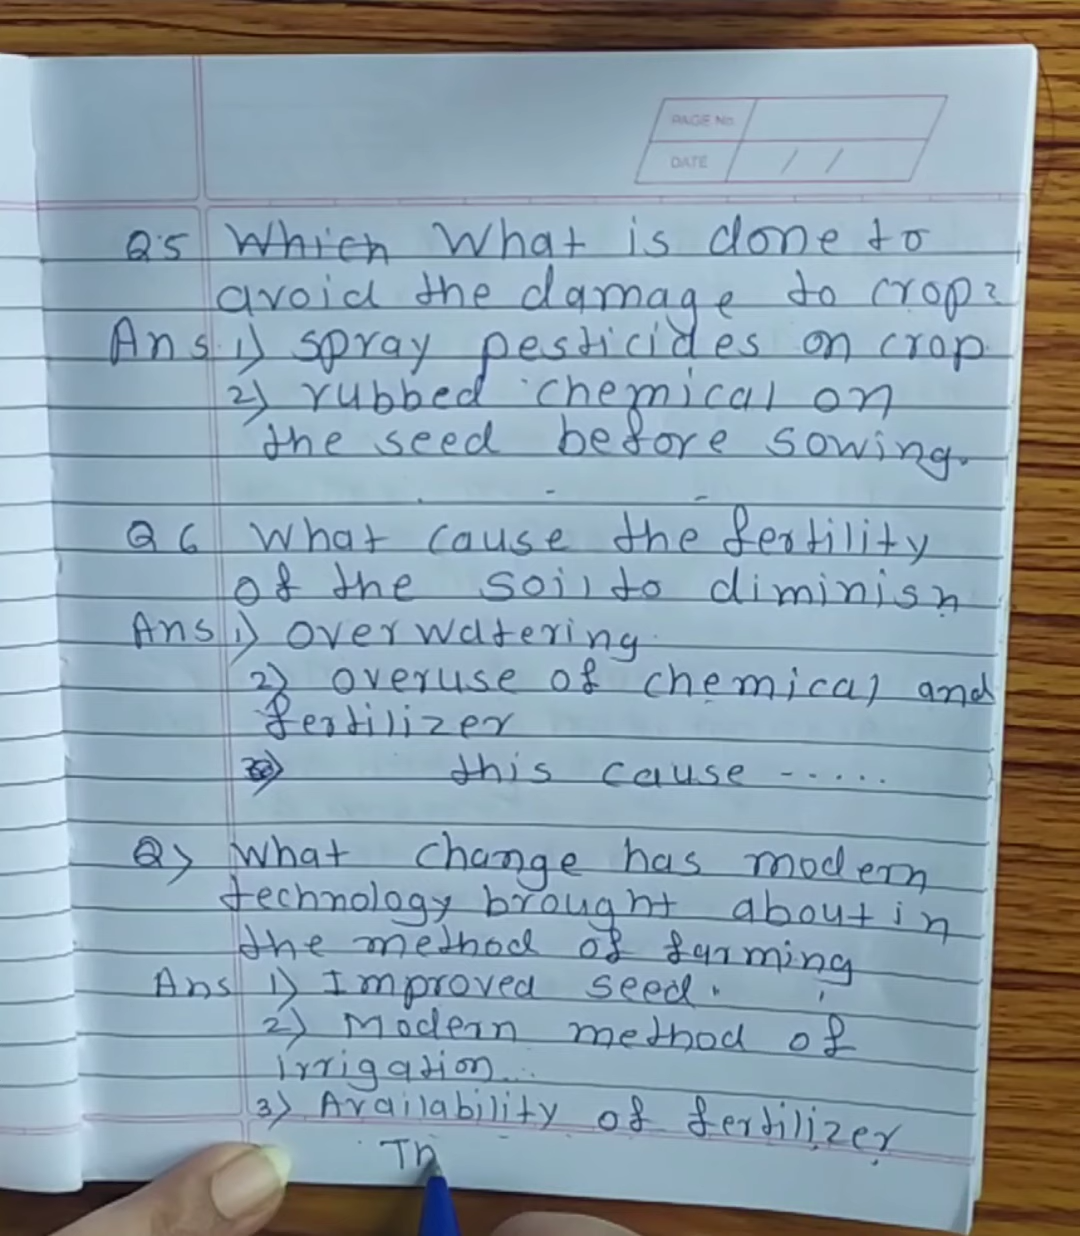 PAGE No.
DATE / /
Q.5 Which What is done to
avoid the damage to crop?
Ans. 1) spray pesticides on crop
2) rubbed chemical on
the seed before sowing.
Q 6 What cause the fertility
of the soil to diminish
Ans 1) overwatering.
2) overuse of chemical and
fertilizer
this cause -----
Q> What change has modern
technology brought about in
the method of farming
Ans 1) Improved seed.
2) Modern method of
irrigation..
3) Availability of fertilizer
Th